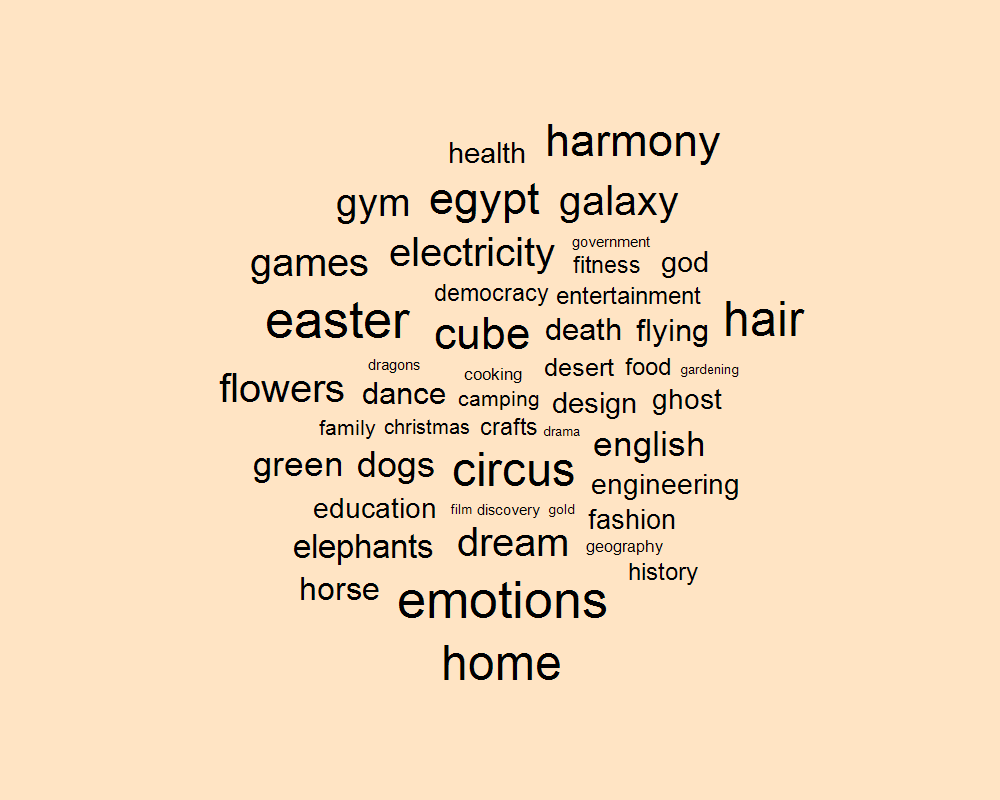 health harmony
gym egypt galaxy
games electricity government
fitness god
democracy entertainment
easter cube death flying hair
dragons cooking desert food gardening
flowers dance camping design ghost
family christmas crafts drama
green dogs circus english
engineering
education film discovery gold fashion
elephants dream geography
history
horse emotions
home